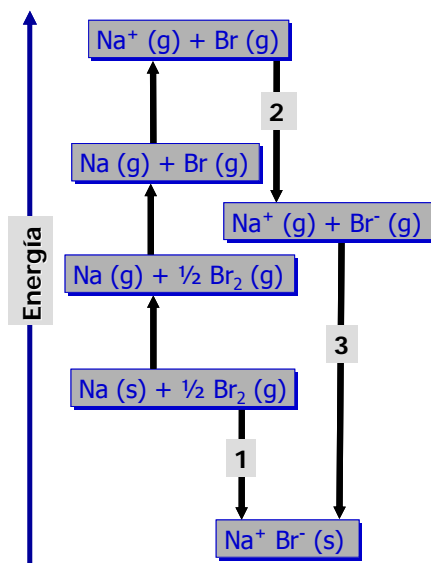 Na⁺ (g) + Br (g)
2
Na (g) + Br (g)
Na⁺ (g) + Br⁻ (g)
Energía
Na (g) + ½ Br₂ (g)
3
Na (s) + ½ Br₂ (g)
1
Na⁺ Br⁻ (s)